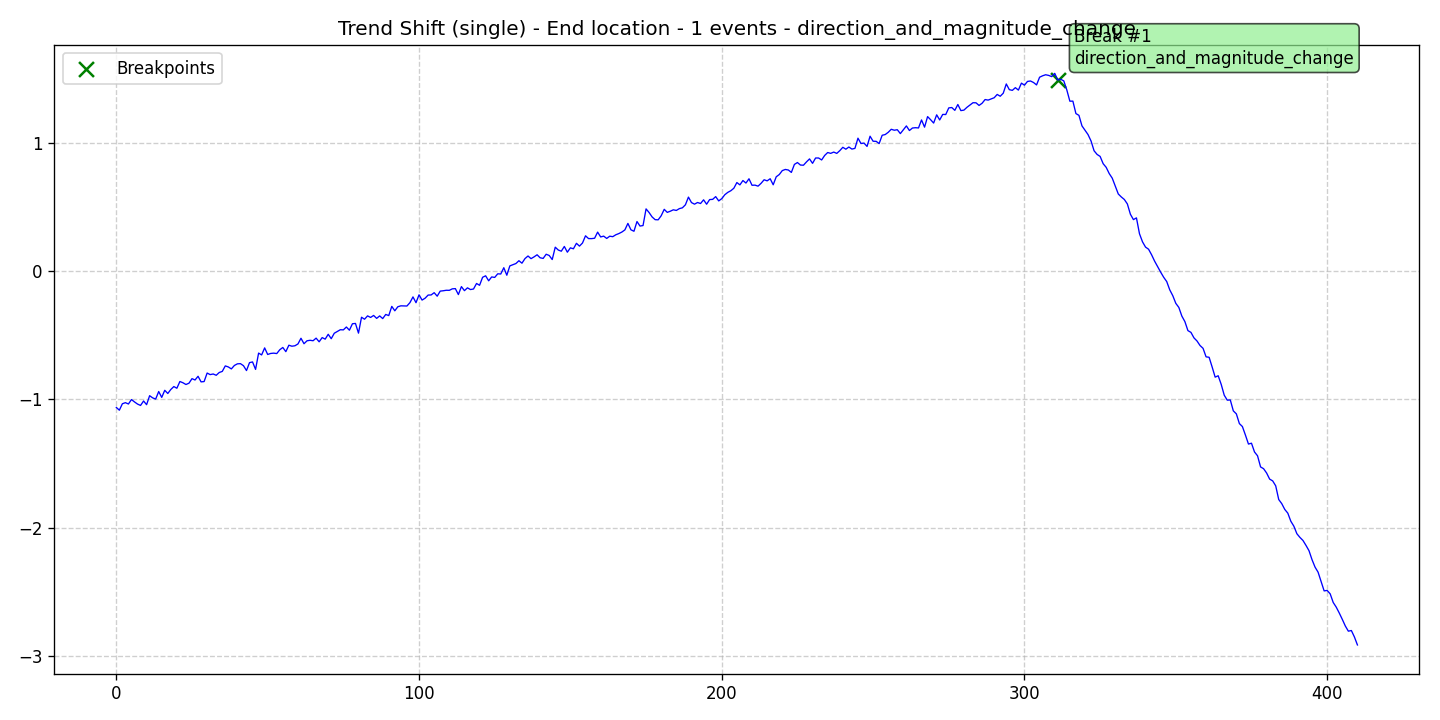 Trend Shift (single) - End location - 1 events - direction_and_magnitude_change
Break #1
direction_and_magnitude_change
Breakpoints
1
0
−1
−2
−3
0
100
200
300
400